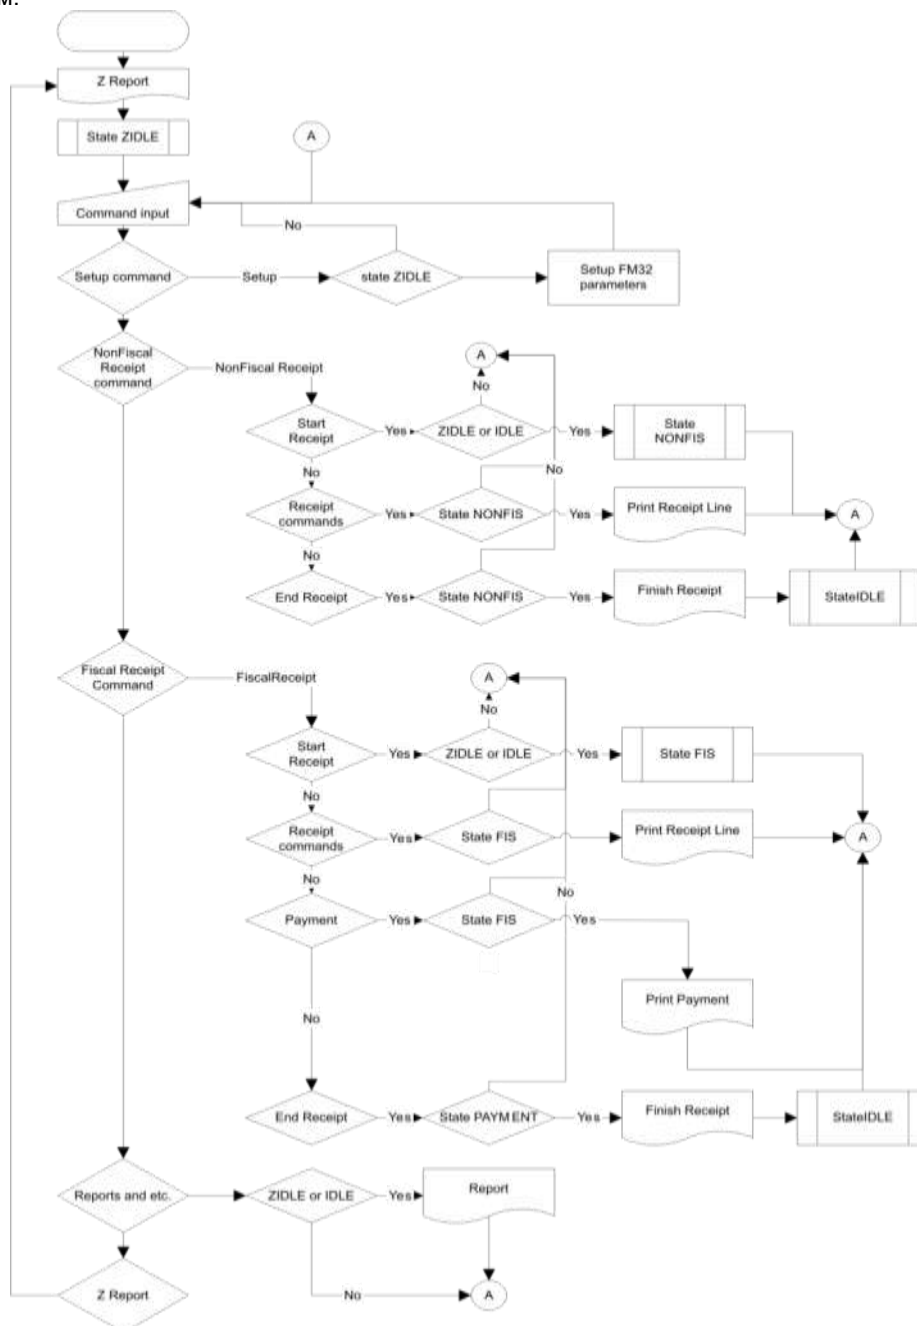 м.
Z Report
State ZIDLE
A
Command input
No
Setup command
Setup
state ZIDLE
Setup FM32
parameters
NonFiscal
Receipt
command
NonFiscal Receipt
A
No
Start
Receipt
Yes
ZIDLE or IDLE
Yes
State
NONFIS
No
No
Receipt
commands
Yes
State NONFIS
Yes
Print Receipt Line
A
No
End Receipt
Yes
State NONFIS
Yes
Finish Receipt
StateIDLE
Fiscal Receipt
Command
FiscalReceipt
A
No
Start
Receipt
Yes
ZIDLE or IDLE
Yes
State FIS
No
Receipt
commands
Yes
State FIS
Print Receipt Line
A
No
No
Payment
Yes
State FIS
Yes
Print Payment
No
End Receipt
Yes
State PAYMENT
Yes
Finish Receipt
StateIDLE
Reports and etc.
ZIDLE or IDLE
Yes
Report
Z Report
No
A